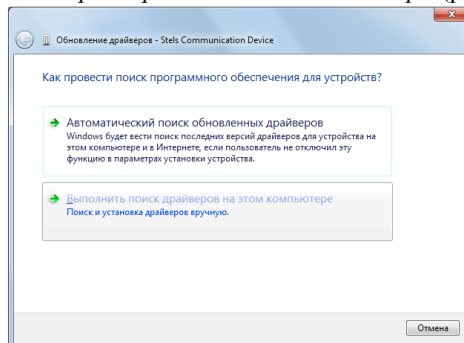 Обновление драйверов - Stels Communication Device
Как провести поиск программного обеспечения для устройств?
Автоматический поиск обновленных драйверов
Windows будет вести поиск последних версий драйверов для устройства на
этом компьютере и в Интернете, если пользователь не отключил эту
функцию в параметрах установки устройства.
Выполнить поиск драйверов на этом компьютере
Поиск и установка драйверов вручную.
Отмена